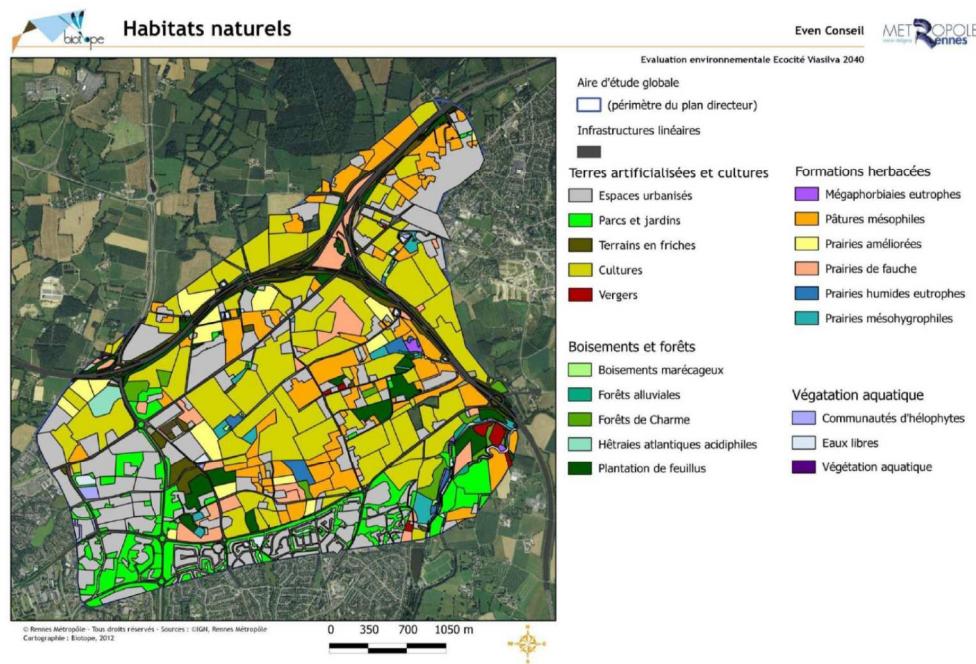 biotope
Habitats naturels
Even Conseil
METROPOLE
Rennes
Evaluation environnementale Ecocité Viasilva 2040
Aire d'étude globale
(périmètre du plan directeur)
Infrastructures linéaires
Terres artificialisées et cultures
Espaces urbanisés
Parcs et jardins
Terrains en friches
Cultures
Vergers
Boisements et forêts
Boisements marécageux
Forêts alluviales
Forêts de Charme
Hêtraies atlantiques acidiphiles
Plantation de feuillus
Formations herbacées
Mégaphorbiaies eutrophes
Pâtures mésophiles
Prairies améliorées
Prairies de fauche
Prairies humides eutrophes
Prairies mésohygrophiles
Végatation aquatique
Communautés d'hélophytes
Eaux libres
Végétation aquatique
© Rennes Métropole - Tous droits réservés - Sources : ©IGN, Rennes Métropole
Cartographie : Biotope, 2012
0 350 700 1050 m